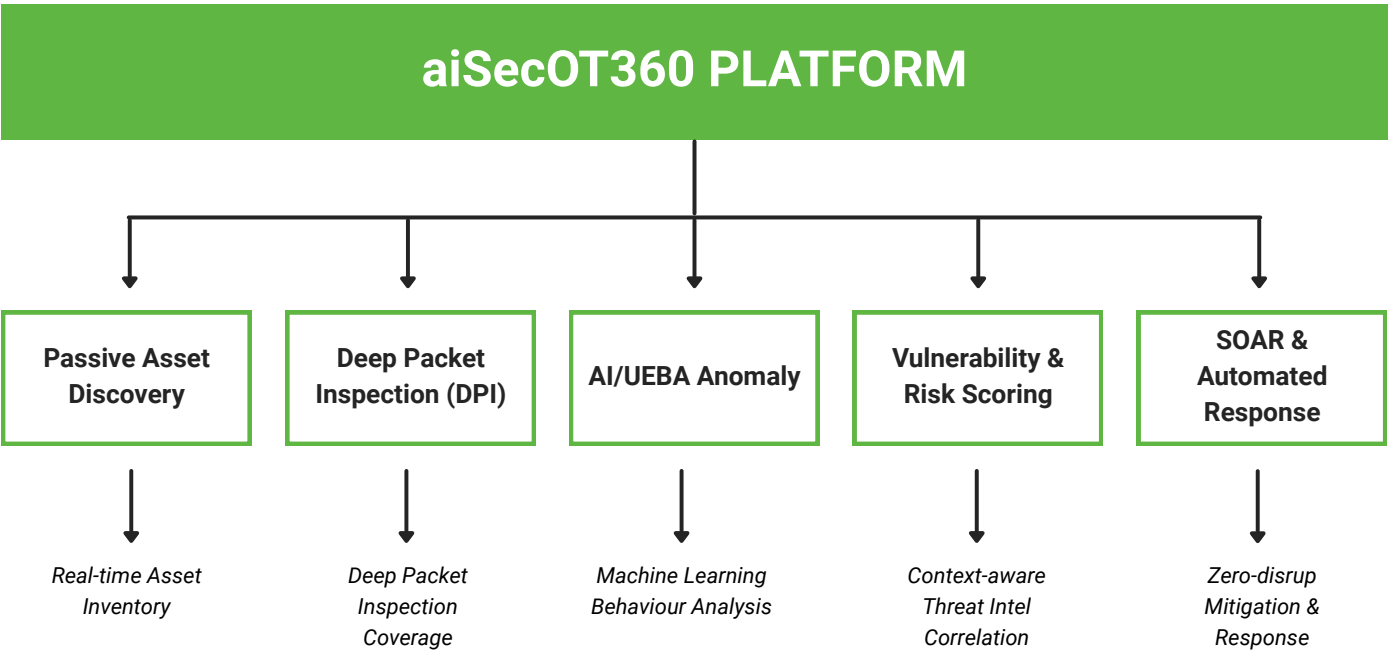 aiSecOT360 PLATFORM
Passive Asset
Discovery
Deep Packet
Inspection (DPI)
AI/UEBA Anomaly
Vulnerability &
Risk Scoring
SOAR &
Automated
Response
Real-time Asset
Inventory
Deep Packet
Inspection
Coverage
Machine Learning
Behaviour Analysis
Context-aware
Threat Intel
Correlation
Zero-disrup
Mitigation &
Response